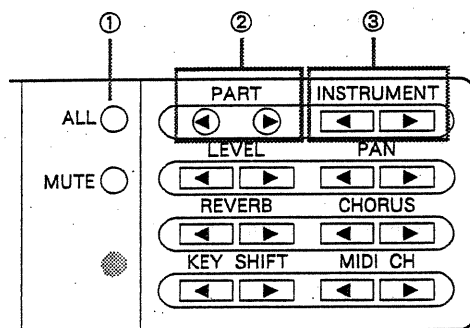 ① ② ③
PART INSTRUMENT
ALL
LEVEL PAN
MUTE
REVERB CHORUS
KEY SHIFT MIDI CH